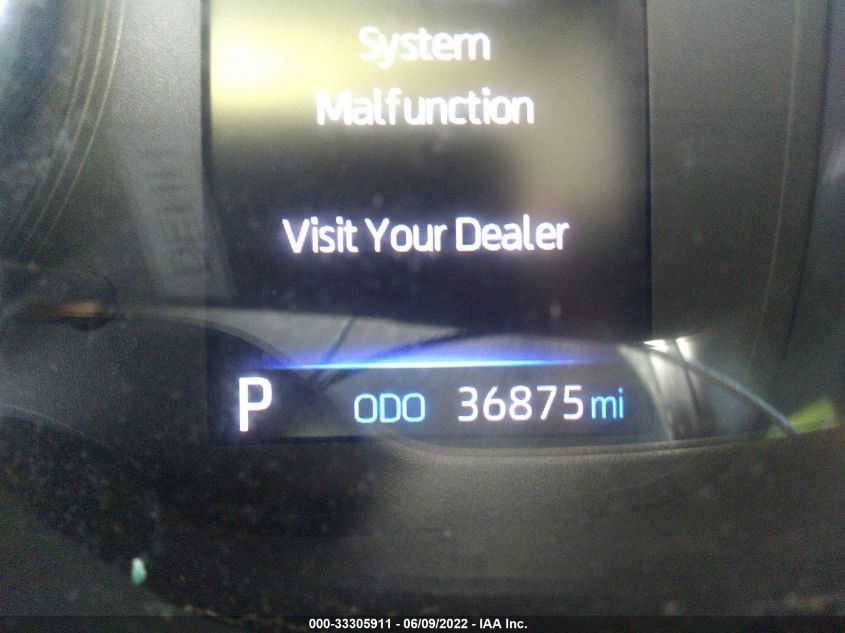 System
Malfunction
Visit Your Dealer
P ODO 36875 mi
000-33305911 - 06/09/2022 - IAA Inc.